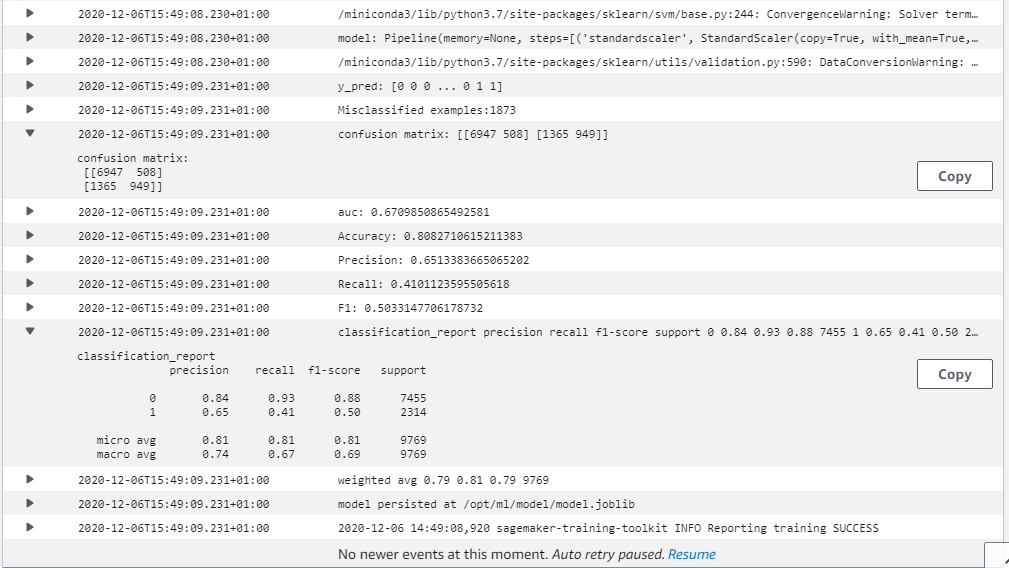 2020-12-06T15:49:08.230+01:00 /miniconda3/lib/python3.7/site-packages/sklearn/svm/base.py:244: ConvergenceWarning: Solver term…
2020-12-06T15:49:08.230+01:00 model: Pipeline(memory=None, steps=[('standardscaler', StandardScaler(copy=True, with_mean=True,…
2020-12-06T15:49:08.230+01:00 /miniconda3/lib/python3.7/site-packages/sklearn/utils/validation.py:590: DataConversionWarning: …
2020-12-06T15:49:09.231+01:00 y_pred: [0 0 0 ... 0 1 1]
2020-12-06T15:49:09.231+01:00 Misclassified examples:1873
2020-12-06T15:49:09.231+01:00 confusion matrix: [[6947 508] [1365 949]]
confusion matrix:
[[6947 508]
[1365 949]]
Copy
2020-12-06T15:49:09.231+01:00 auc: 0.6709850865492581
2020-12-06T15:49:09.231+01:00 Accuracy: 0.8082710615211383
2020-12-06T15:49:09.231+01:00 Precision: 0.6513383665065202
2020-12-06T15:49:09.231+01:00 Recall: 0.4101123595505618
2020-12-06T15:49:09.231+01:00 F1: 0.5033147706178732
2020-12-06T15:49:09.231+01:00 classification_report precision recall f1-score support 0 0.84 0.93 0.88 7455 1 0.65 0.41 0.50 2…
classification_report
precision recall f1-score support
0 0.84 0.93 0.88 7455
1 0.65 0.41 0.50 2314
micro avg 0.81 0.81 0.81 9769
macro avg 0.74 0.67 0.69 9769
Copy
2020-12-06T15:49:09.231+01:00 weighted avg 0.79 0.81 0.79 9769
2020-12-06T15:49:09.231+01:00 model persisted at /opt/ml/model/model.joblib
2020-12-06T15:49:09.231+01:00 2020-12-06 14:49:08,920 sagemaker-training-toolkit INFO Reporting training SUCCESS
No newer events at this moment. Auto retry paused. Resume